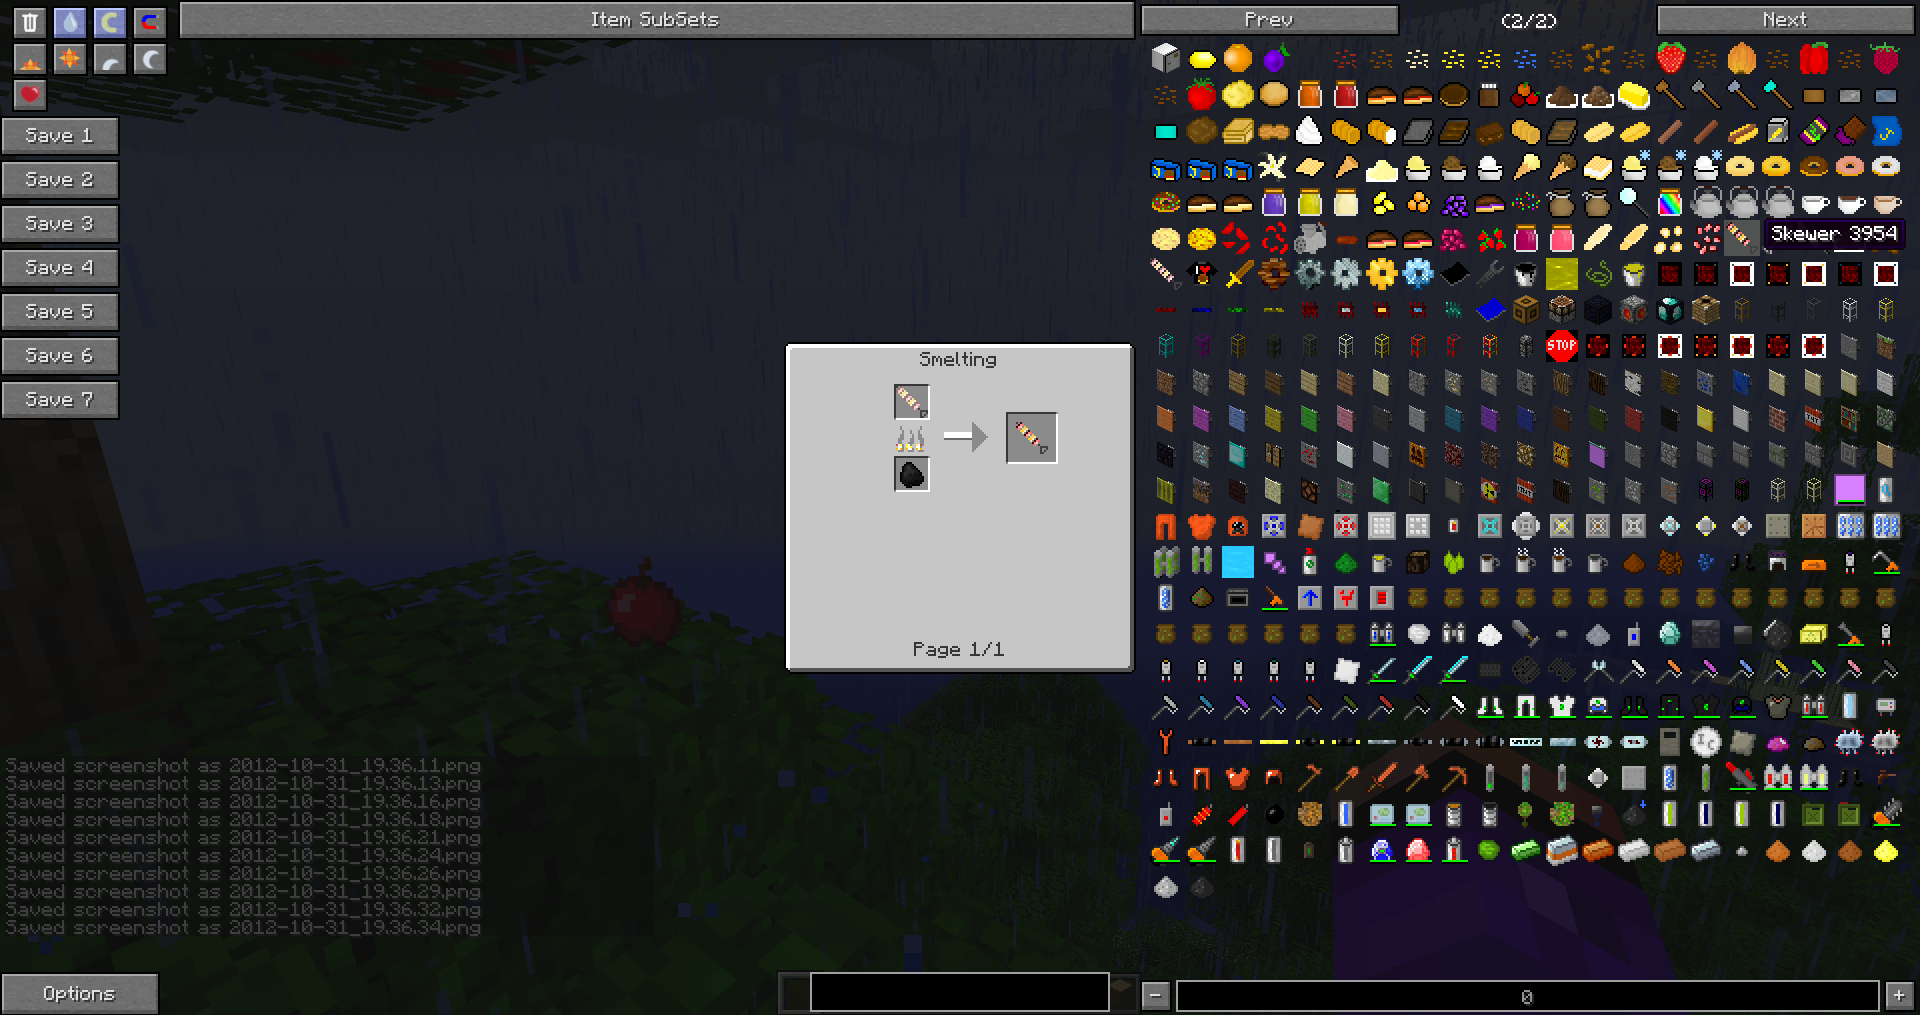 Item SubSets
Prev
(2/2)
Next
Save 1
Save 2
Save 3
Save 4
Save 5
Save 6
Save 7
Skewer 3954
STOP
Smelting
Page 1/1
Saved screenshot as 2012-10-31_19.36.11.png
Saved screenshot as 2012-10-31_19.36.13.png
Saved screenshot as 2012-10-31_19.36.16.png
Saved screenshot as 2012-10-31_19.36.18.png
Saved screenshot as 2012-10-31_19.36.21.png
Saved screenshot as 2012-10-31_19.36.24.png
Saved screenshot as 2012-10-31_19.36.26.png
Saved screenshot as 2012-10-31_19.36.29.png
Saved screenshot as 2012-10-31_19.36.32.png
Saved screenshot as 2012-10-31_19.36.34.png
Options
-
0
+